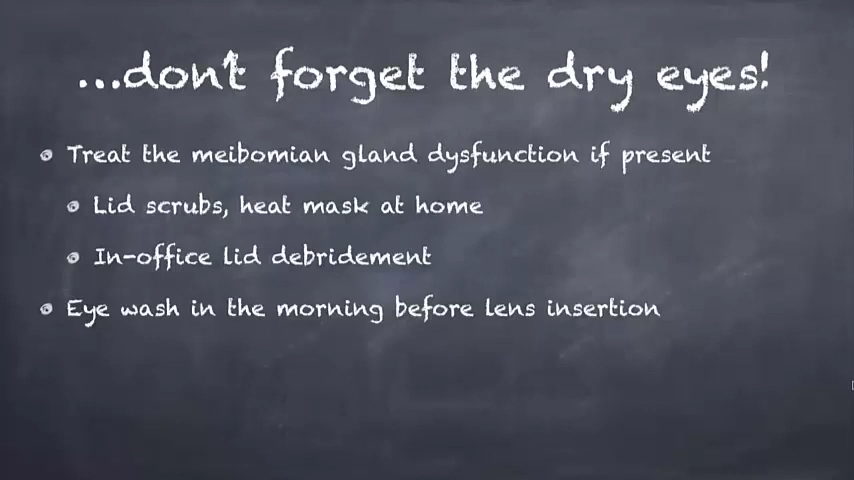 ...don't forget the dry eyes!
Treat the meibomian gland dysfunction if present
Lid scrubs, heat mask at home
In-office lid debridement
Eye wash in the morning before lens insertion